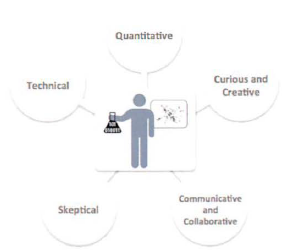 Quantitative
Technical
Curious and
Creative
Skeptical
Communicative
and
Collaborative